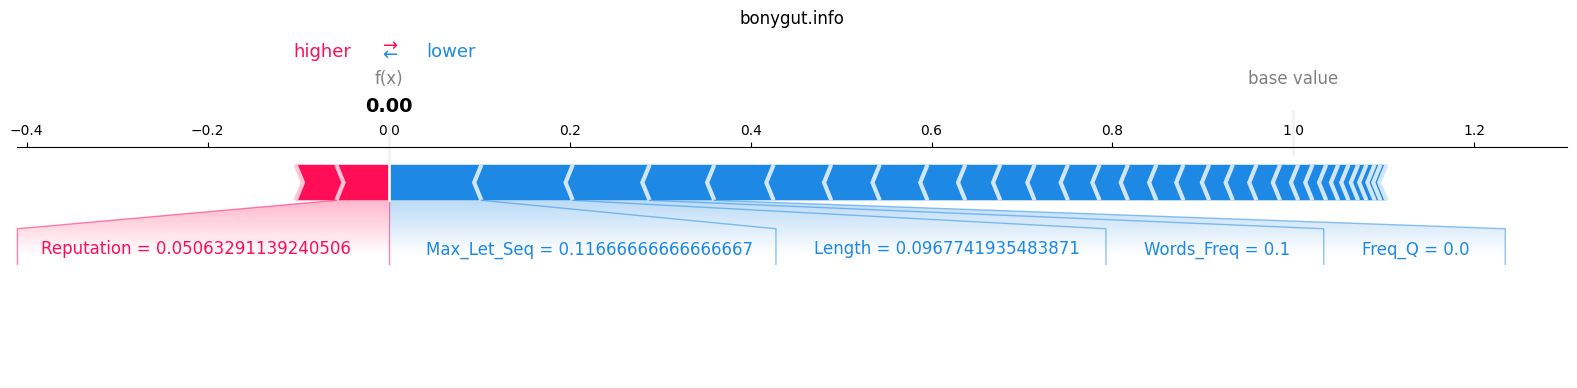 bonygut.info
higher → ← lower
f(x) base value
0.00
−0.4 −0.2 0.0 0.2 0.4 0.6 0.8 1.0 1.2
Reputation = 0.05063291139240506 Max_Let_Seq = 0.11666666666666667 Length = 0.0967741935483871 Words_Freq = 0.1 Freq_Q = 0.0